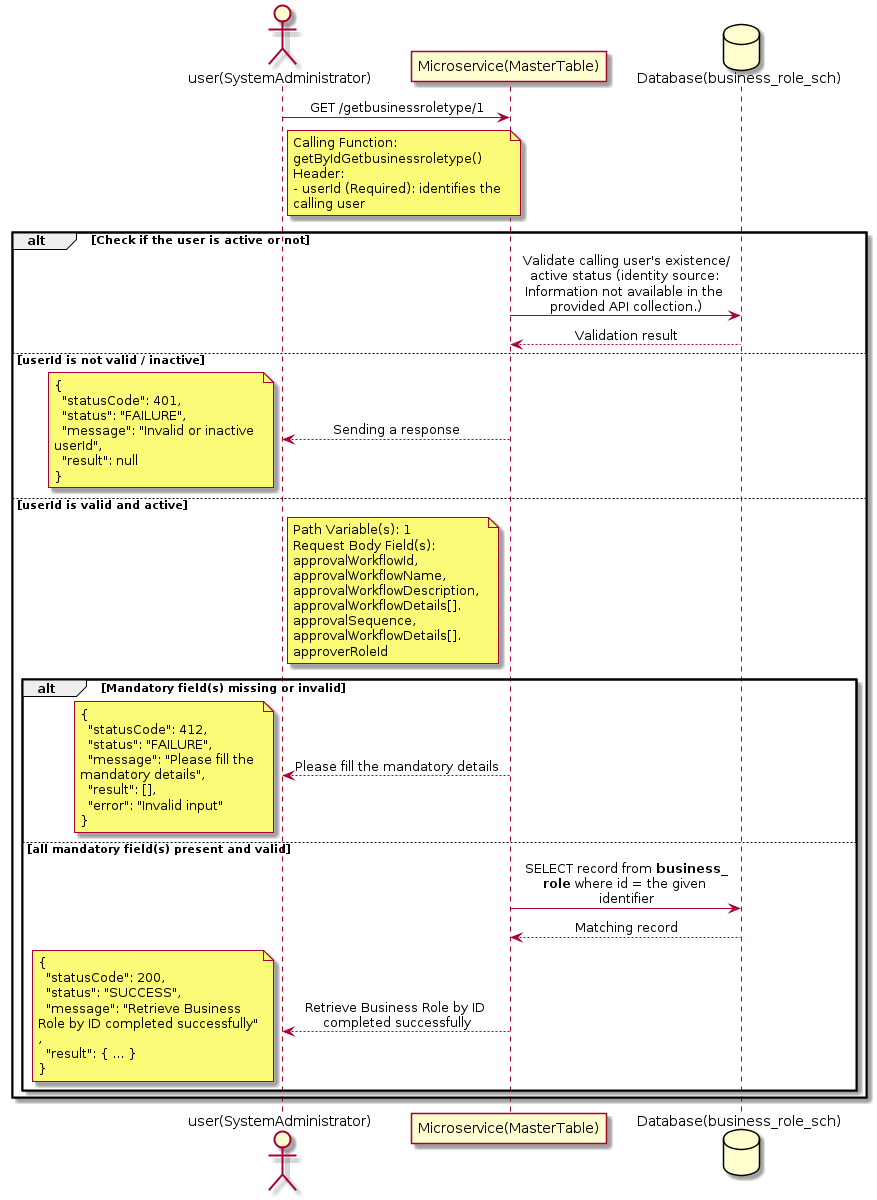 user(SystemAdministrator)
Microservice(MasterTable)
Database(business_role_sch)
GET /getbusinessroletype/1
Calling Function:
getByIdGetbusinessroletype()
Header:
- userId (Required): identifies the
calling user
alt
[Check if the user is active or not]
Validate calling user's existence/
active status (identity source:
Information not available in the
provided API collection.)
Validation result
[userId is not valid / inactive]
{
"statusCode": 401,
"status": "FAILURE",
"message": "Invalid or inactive
userId",
"result": null
}
Sending a response
[userId is valid and active]
Path Variable(s): 1
Request Body Field(s):
approvalWorkflowId,
approvalWorkflowName,
approvalWorkflowDescription,
approvalWorkflowDetails[].
approvalSequence,
approvalWorkflowDetails[].
approverRoleId
alt
[Mandatory field(s) missing or invalid]
{
"statusCode": 412,
"status": "FAILURE",
"message": "Please fill the
mandatory details",
"result": [],
"error": "Invalid input"
}
Please fill the mandatory details
[all mandatory field(s) present and valid]
SELECT record from business_
role where id = the given
identifier
Matching record
{
"statusCode": 200,
"status": "SUCCESS",
"message": "Retrieve Business
Role by ID completed successfully"
,
"result": { ... }
}
Retrieve Business Role by ID
completed successfully
user(SystemAdministrator)
Microservice(MasterTable)
Database(business_role_sch)